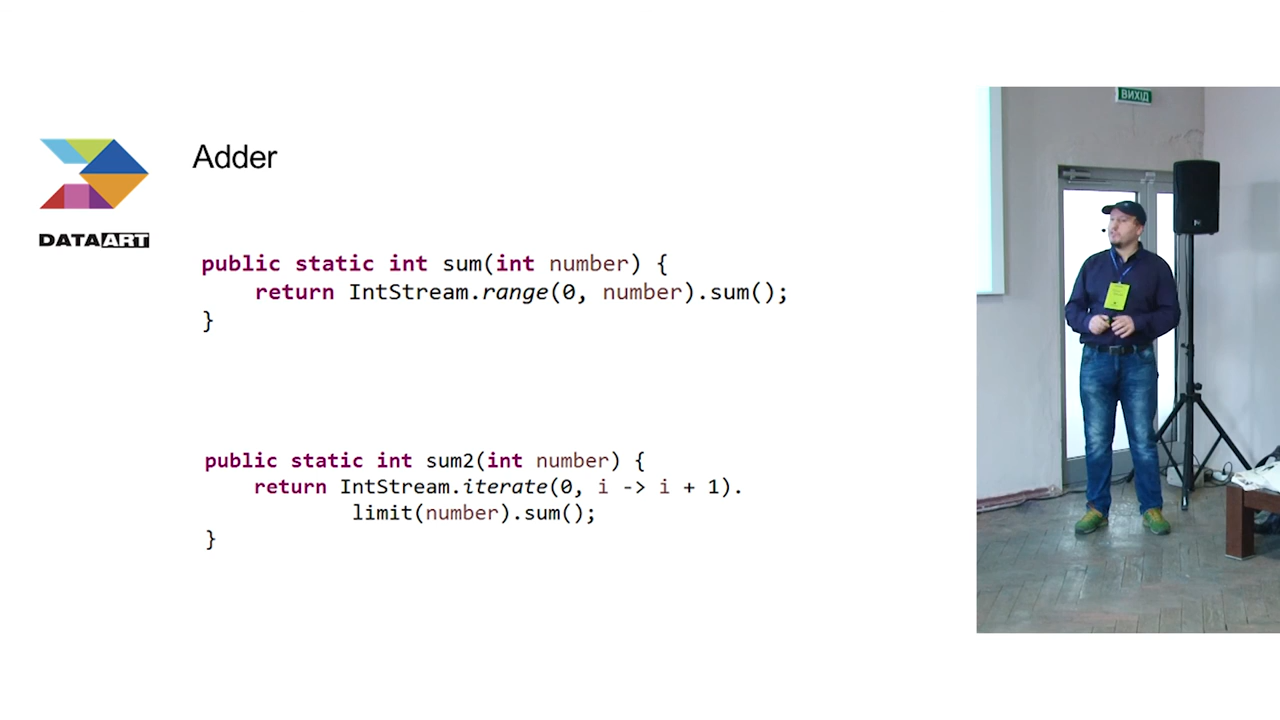 Adder
DATAART
public static int sum(int number) {
    return IntStream.range(0, number).sum();
}
public static int sum2(int number) {
    return IntStream.iterate(0, i -> i + 1).
            limit(number).sum();
}
ВИХІД